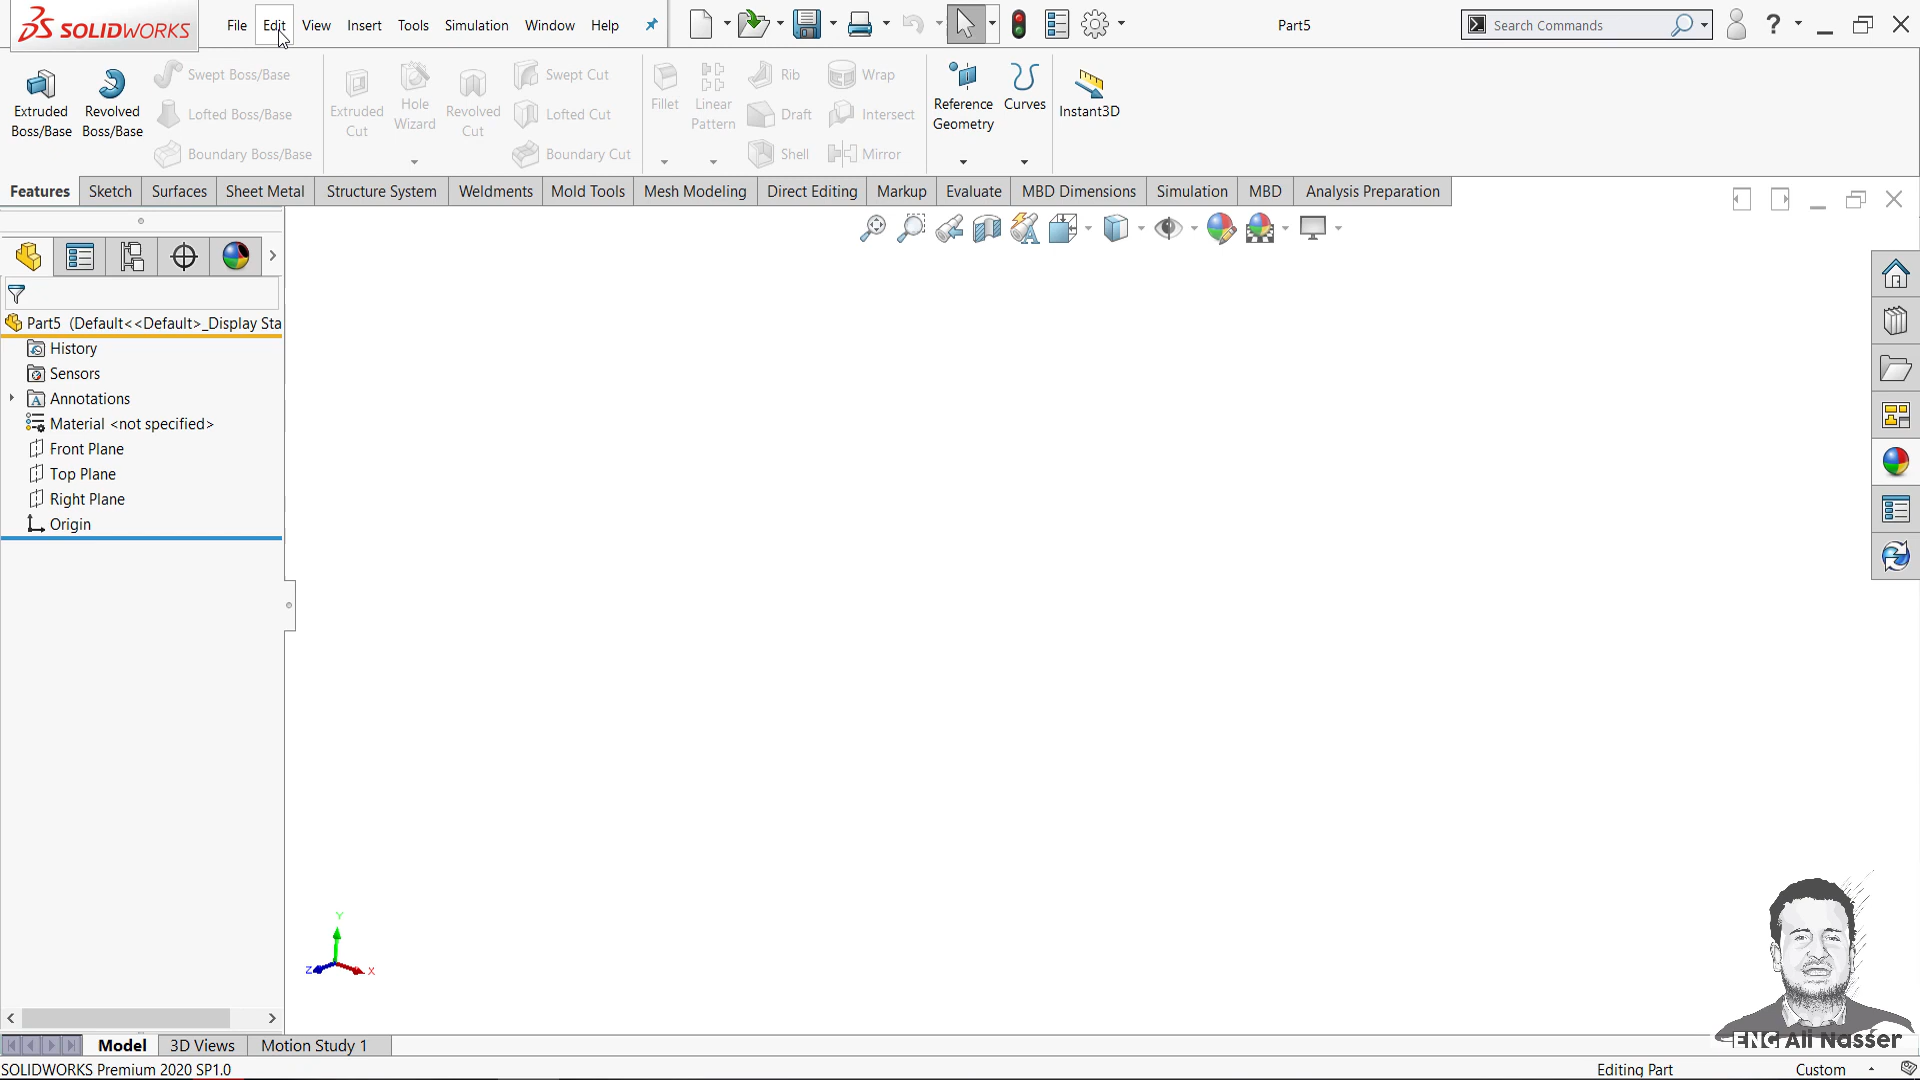 SOLIDWORKS File Edit View Insert Tools Simulation Window Help Part5 Search Commands ?
Extruded Boss/Base
Revolved Boss/Base
Swept Boss/Base
Lofted Boss/Base
Boundary Boss/Base
Extruded Cut
Hole Wizard
Revolved Cut
Swept Cut
Lofted Cut
Boundary Cut
Fillet
Linear Pattern
Rib
Draft
Shell
Wrap
Intersect
Mirror
Reference Geometry
Curves
Instant3D
Features Sketch Surfaces Sheet Metal Structure System Weldments Mold Tools Mesh Modeling Direct Editing Markup Evaluate MBD Dimensions Simulation MBD Analysis Preparation
Part5 (Default<<Default>_Display Sta
History
Sensors
Annotations
Material <not specified>
Front Plane
Top Plane
Right Plane
Origin
Y
Z X
ENG Ali Nasser
Model 3D Views Motion Study 1
SOLIDWORKS Premium 2020 SP1.0 Editing Part Custom